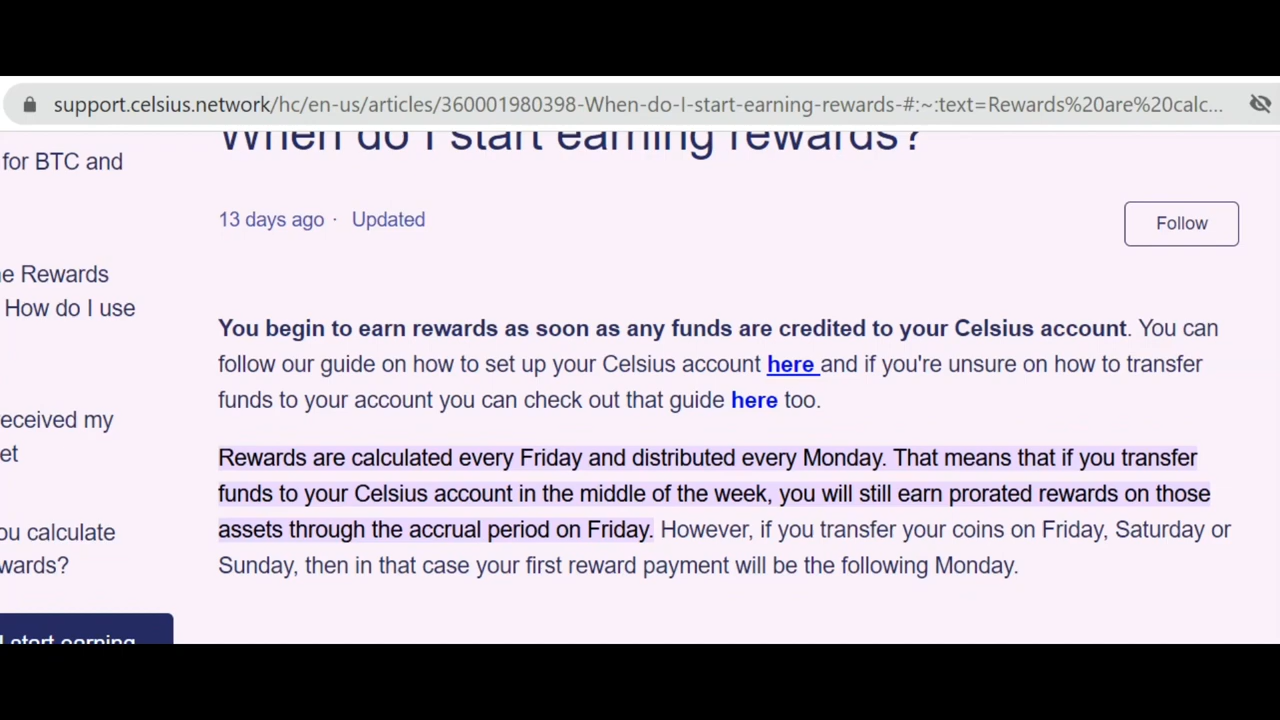 support.celsius.network/hc/en-us/articles/360001980398-When-do-I-start-earning-rewards-#:~:text=Rewards%20are%20calc...
When do I start earning rewards?
for BTC and
13 days ago · Updated
Follow
e Rewards
How do I use
You begin to earn rewards as soon as any funds are credited to your Celsius account. You can
follow our guide on how to set up your Celsius account here and if you're unsure on how to transfer
funds to your account you can check out that guide here too.
eceived my
et
Rewards are calculated every Friday and distributed every Monday. That means that if you transfer
funds to your Celsius account in the middle of the week, you will still earn prorated rewards on those
assets through the accrual period on Friday. However, if you transfer your coins on Friday, Saturday or
Sunday, then in that case your first reward payment will be the following Monday.
ou calculate
wards?
I start earning